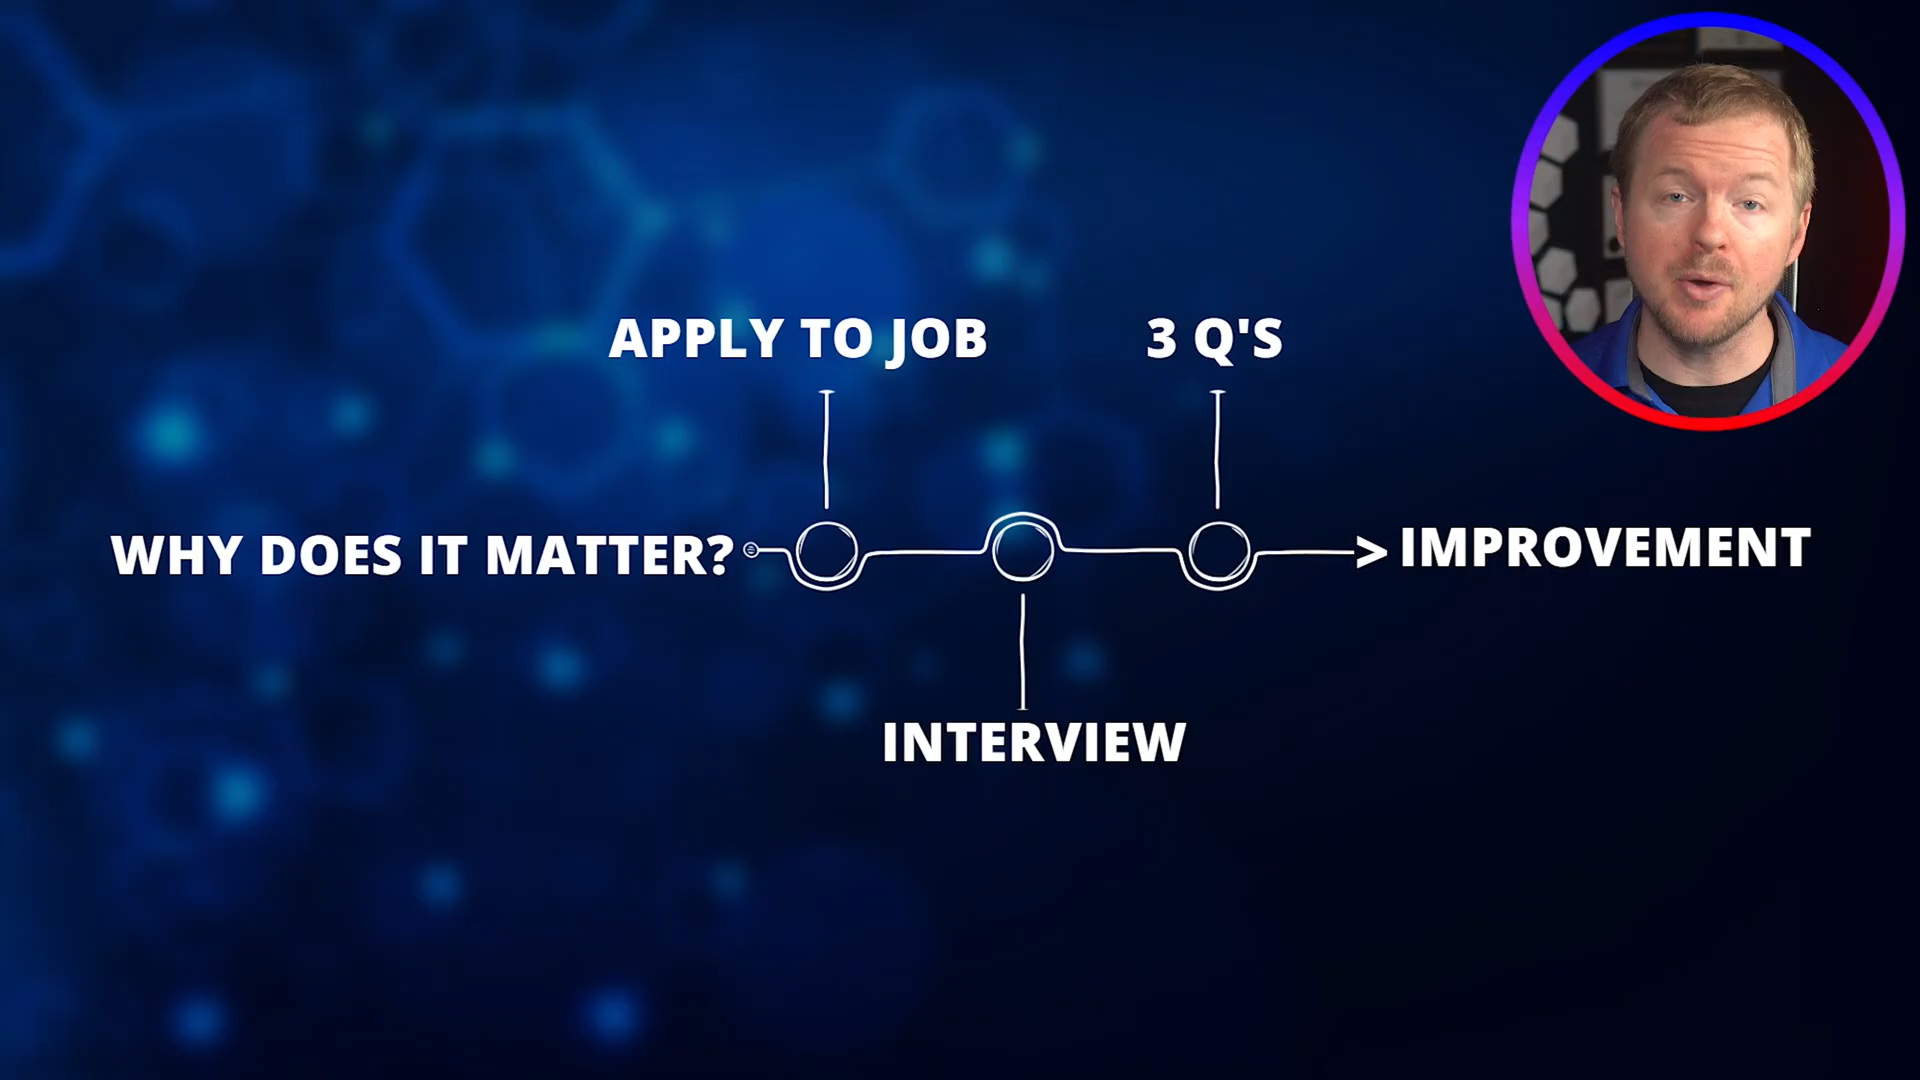 APPLY TO JOB
3 Q'S
WHY DOES IT MATTER?
> IMPROVEMENT
INTERVIEW